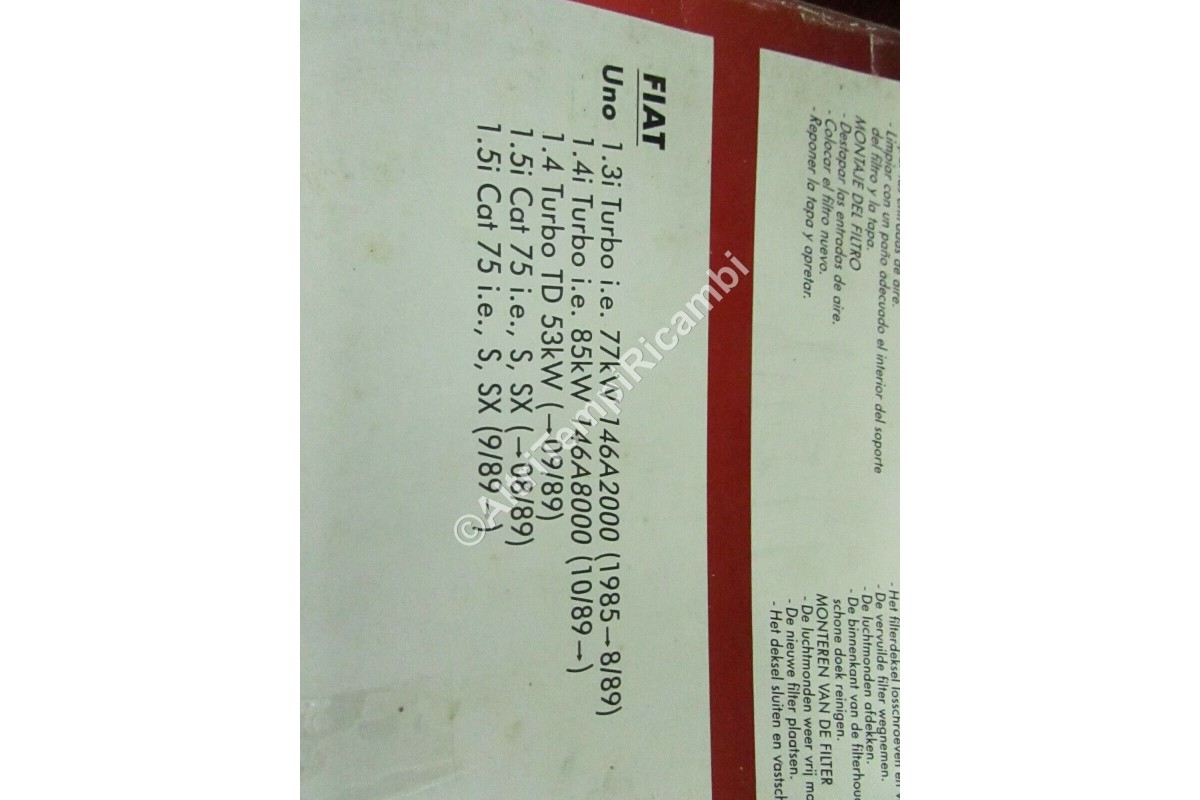 FIAT
Uno 1.3i Turbo i.e. 77kW 146A2000 (1985→8/89)
1.4i Turbo i.e. 85kW 146A8000 (10/89→)
1.4 Turbo TD 53kW (→09/89)
1.5i Cat 75 i.e., S, SX (→08/89)
1.5i Cat 75 i.e., S, SX (9/89→)
de aire.
- Limpiar con un paño adecuado el interior del soporte
del filtro y la tapa.
MONTAJE DEL FILTRO
- Destapar las entradas de aire.
- Colocar el filtro nuevo.
- Reponer la tapa y apretar.
- Het filterdeksel losschroeven en
- De vervuilde filter wegnemen.
- De luchtmonden afdekken.
- De binnenkant van de filterhou
schone doek reinigen.
MONTEREN VAN DE FILTER
- De luchtmonden weer vrij ma
- De nieuwe filter plaatsen.
- Het deksel sluiten en vastsch
©AltriTempiRicambi